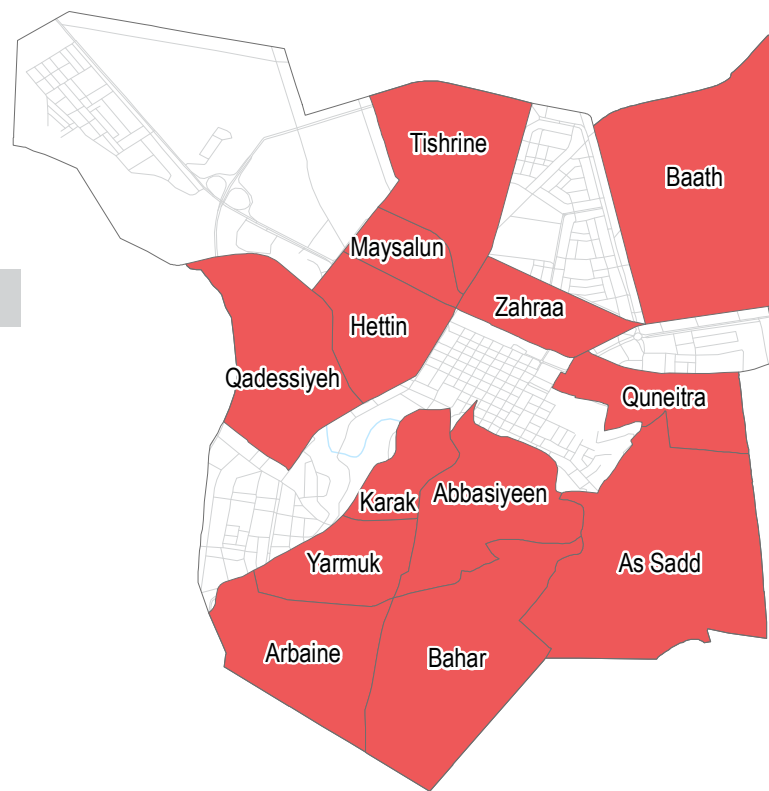 Tishrine
Baath
Maysalun
Zahraa
Hettin
Qadessiyeh
Quneitra
Karak
Abbasiyeen
Yarmuk
As Sadd
Arbaine
Bahar